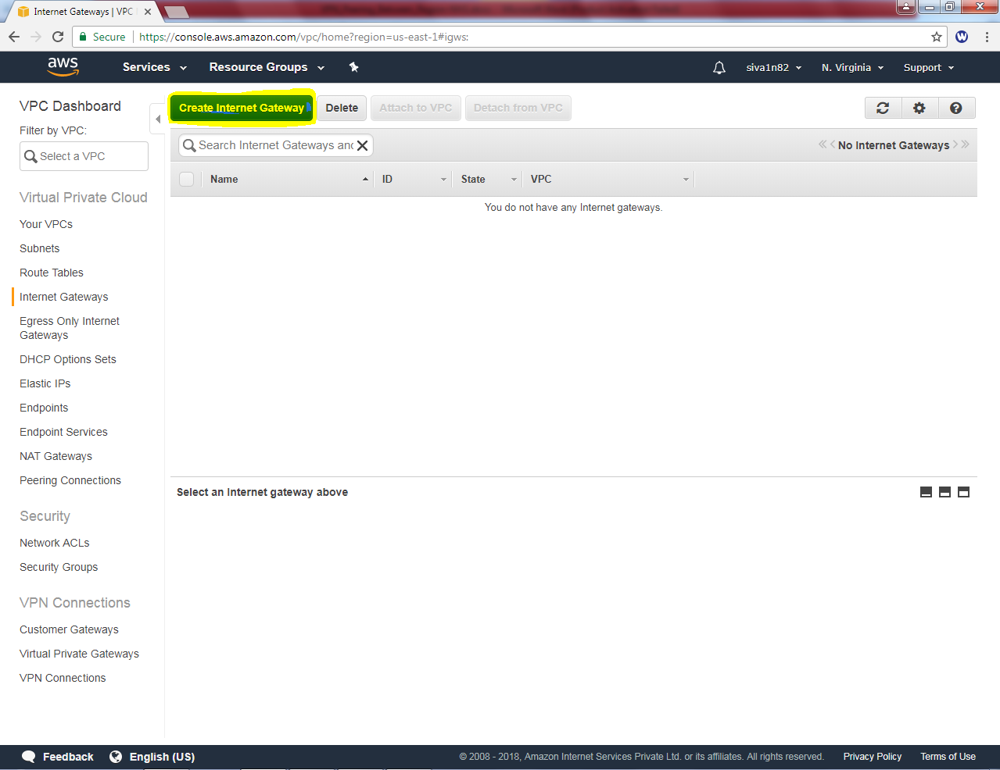 Internet Gateways | VPC
Secure
https://console.aws.amazon.com/vpc/home?region=us-east-1#igws:
W
aws
Services
Resource Groups
siva1n82
N. Virginia
Support
VPC Dashboard
Filter by VPC:
Select a VPC
Virtual Private Cloud
Your VPCs
Subnets
Route Tables
Internet Gateways
Egress Only Internet
Gateways
DHCP Options Sets
Elastic IPs
Endpoints
Endpoint Services
NAT Gateways
Peering Connections
Security
Network ACLs
Security Groups
VPN Connections
Customer Gateways
Virtual Private Gateways
VPN Connections
Create Internet Gateway
Delete
Attach to VPC
Detach from VPC
Search Internet Gateways and
No Internet Gateways
Name
ID
State
VPC
You do not have any Internet gateways.
Select an Internet gateway above
Feedback
English (US)
© 2008 - 2018, Amazon Internet Services Private Ltd. or its affiliates. All rights reserved.
Privacy Policy
Terms of Use